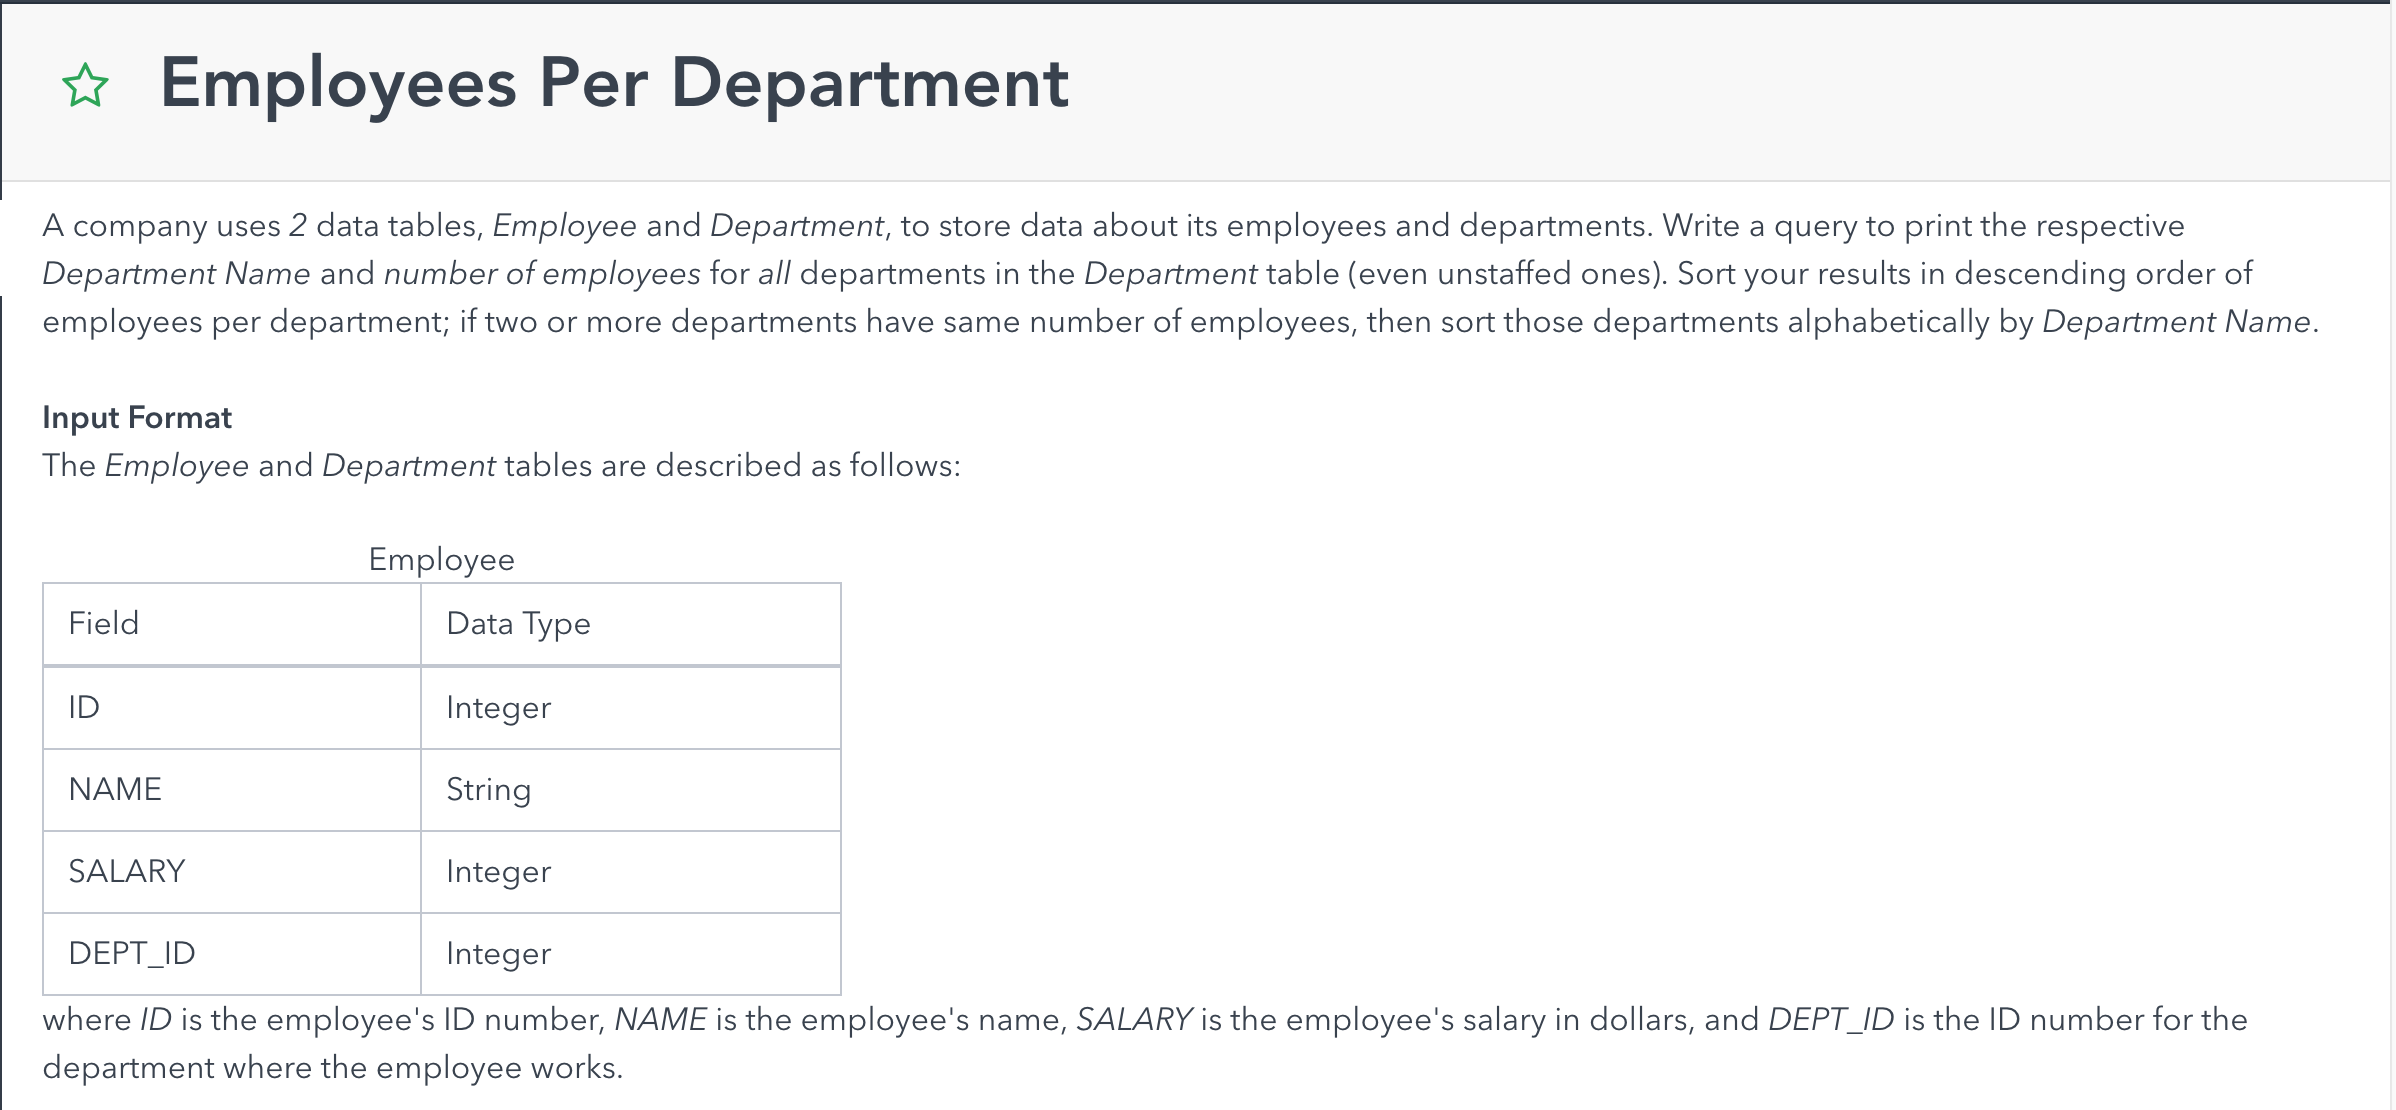 Employees Per Department
A company uses 2 data tables, Employee and Department, to store data about its employees and departments. Write a query to print the respective
Department Name and number of employees for all departments in the Department table (even unstaffed ones). Sort your results in descending order of
employees per department; if two or more departments have same number of employees, then sort those departments alphabetically by Department Name.
Input Format
The Employee and Department tables are described as follows:
Employee
Field Data Type
ID Integer
NAME String
SALARY Integer
DEPT_ID Integer
where ID is the employee's ID number, NAME is the employee's name, SALARY is the employee's salary in dollars, and DEPT_ID is the ID number for the
department where the employee works.